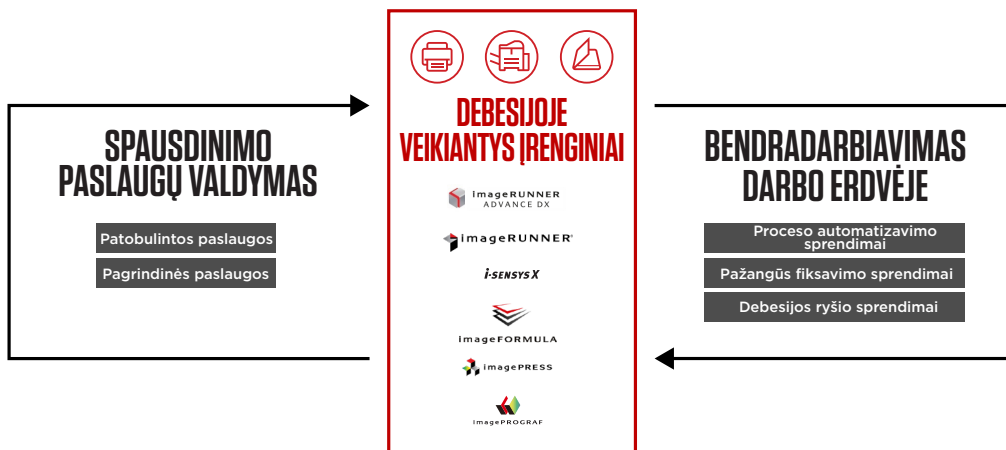 SPAUSDINIMO
PASLAUGŲ VALDYMAS
Patobulintos paslaugos
Pagrindinės paslaugos
DEBESIJOJE
VEIKIANTYS ĮRENGINIAI
imageRUNNER
ADVANCE DX
imageRUNNER®
i-SENSYS X
imageFORMULA
imagePRESS
imagePROGRAF
BENDRADARBIAVIMAS
DARBO ERDVĖJE
Proceso automatizavimo
sprendimai
Pažangūs fiksavimo sprendimai
Debesijos ryšio sprendimai